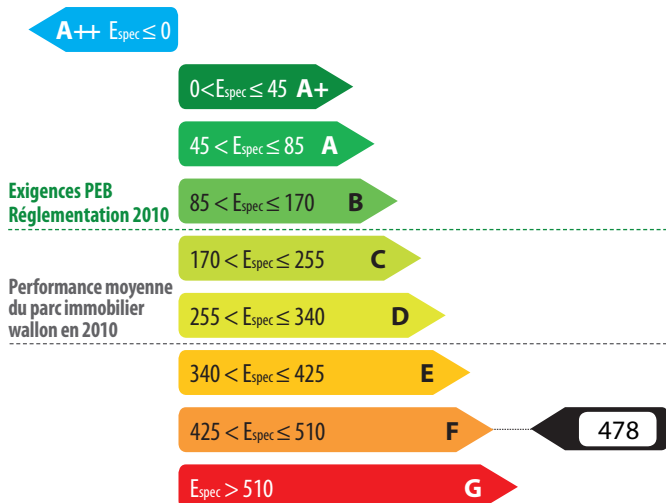 A++ Espec ≤ 0
0 < Espec ≤ 45 A+
45 < Espec ≤ 85 A
Exigences PEB
Réglementation 2010
85 < Espec ≤ 170 B
170 < Espec ≤ 255 C
Performance moyenne
du parc immobilier
wallon en 2010
255 < Espec ≤ 340 D
340 < Espec ≤ 425 E
425 < Espec ≤ 510 F 478
Espec > 510 G